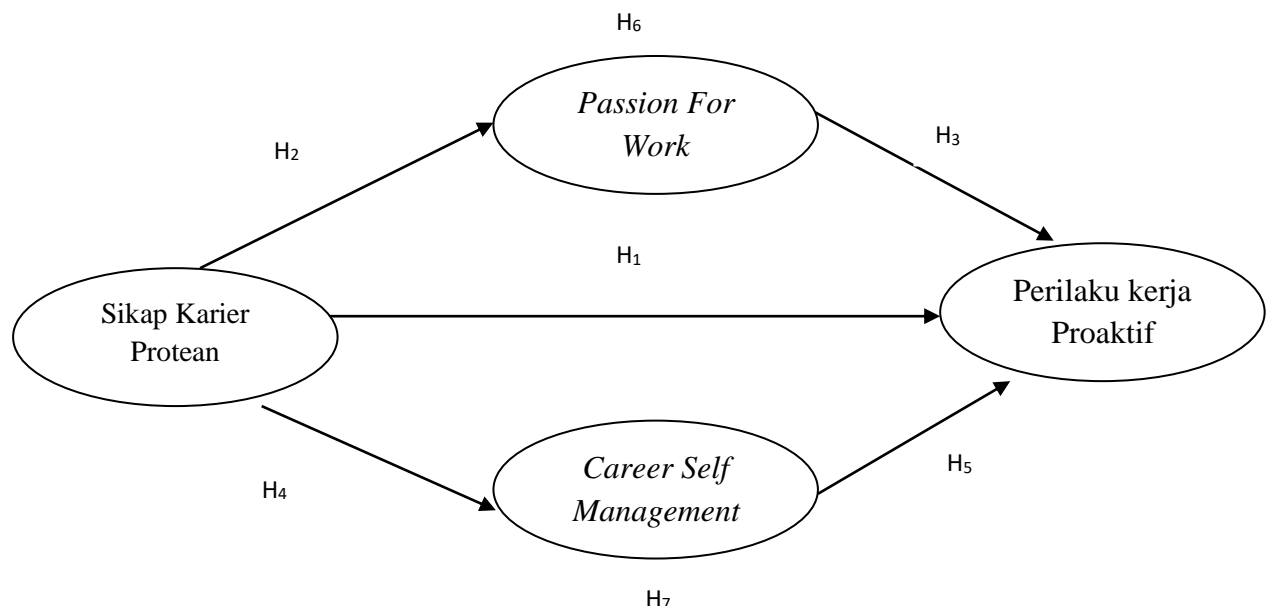 H6
Passion For
Work
H2
H3
H1
Sikap Karier
Protean
Perilaku kerja
Proaktif
H4
Career Self
Management
H5
H7